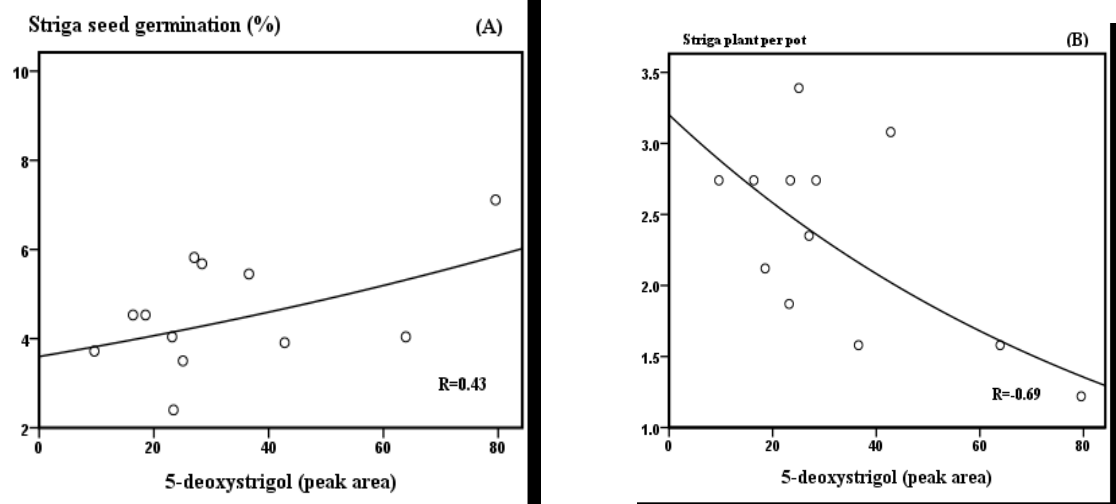 Striga seed germination (%)
(A)
10
8
6
4
2
R=0.43
0 20 40 60 80
5-deoxystrigol (peak area)
Striga plant per pot
(B)
3.5
3.0
2.5
2.0
1.5
1.0
R=-0.69
0 20 40 60 80
5-deoxystrigol (peak area)